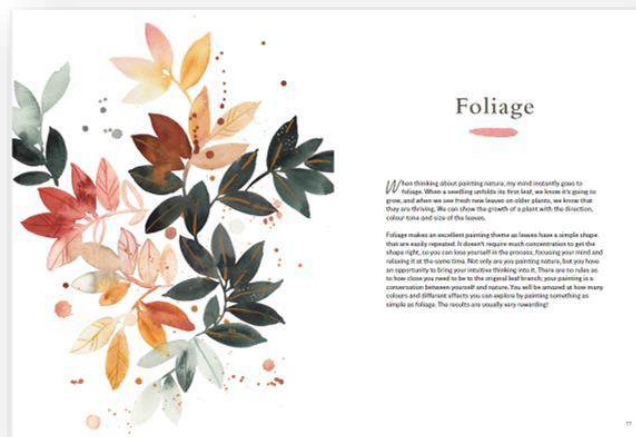 Foliage
When thinking about painting nature, my mind instantly goes to
foliage. When a seedling unfolds its first leaf, we know it's going to
grow, and when we see fresh new leaves on older plants, we know that
they are thriving. We can show the growth of a plant with the direction,
colour tone and size of the leaves.
Foliage makes an excellent painting theme as leaves have a simple shape
that are easily repeated. It doesn't require much concentration to get the
shape right, so you can lose yourself in the process, focusing your mind and
relaxing it at the same time. Not only are you painting nature, but you have
an opportunity to bring your intuitive thinking into it. There are no rules as
to how close you need to be to the original leaf branch; your painting is a
conversation between yourself and nature. You will be amazed at how many
colours and different effects you can explore by painting something as
simple as foliage. The results are usually very rewarding!